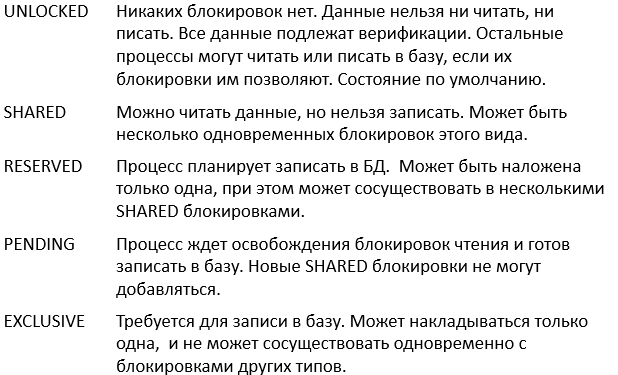 UNLOCKED Никаких блокировок нет. Данные нельзя ни читать, ни
писать. Все данные подлежат верификации. Остальные
процессы могут читать или писать в базу, если их
блокировки им позволяют. Состояние по умолчанию.
SHARED Можно читать данные, но нельзя записать. Может быть
несколько одновременных блокировок этого вида.
RESERVED Процесс планирует записать в БД. Может быть наложена
только одна, при этом может сосуществовать в несколькими
SHARED блокировками.
PENDING Процесс ждет освобождения блокировок чтения и готов
записать в базу. Новые SHARED блокировки не могут
добавляться.
EXCLUSIVE Требуется для записи в базу. Может накладываться только
одна, и не может сосуществовать одновременно с
блокировками других типов.